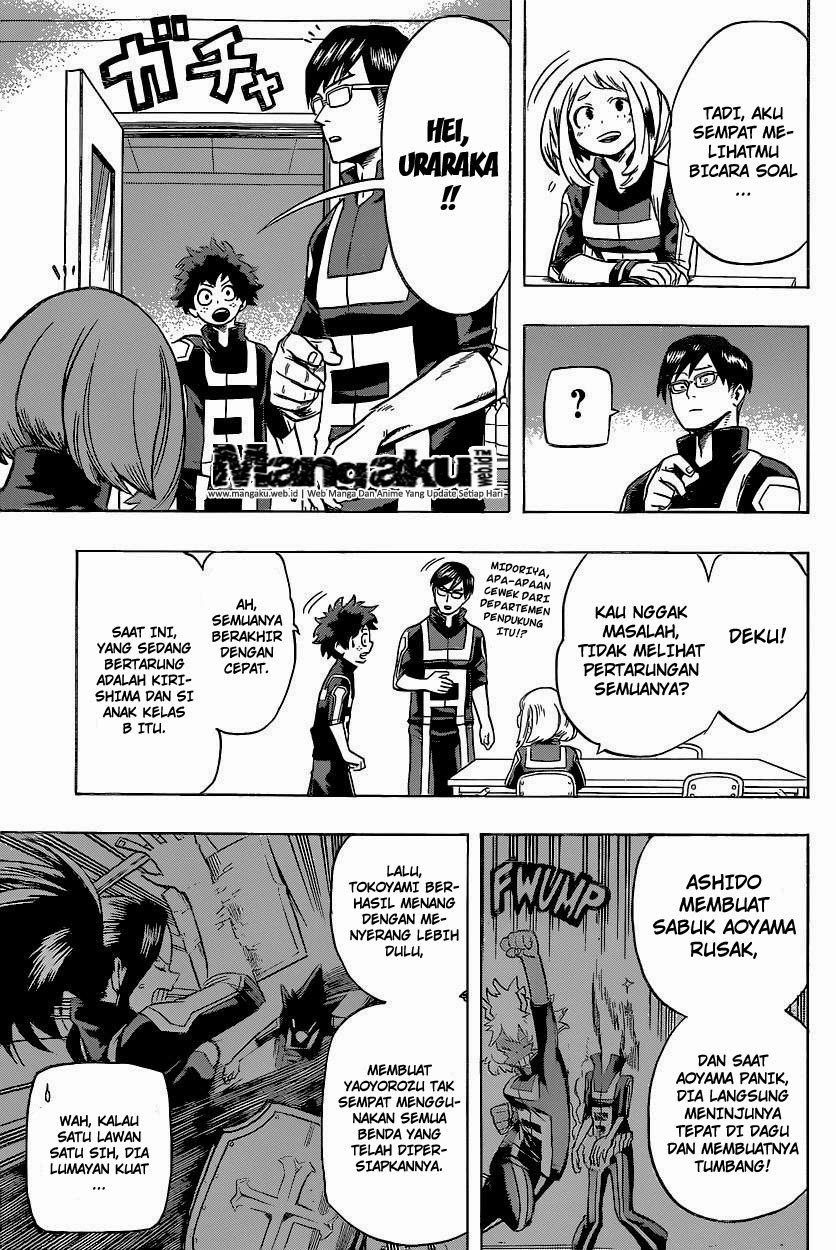 TADI, AKU
SEMPAT ME-
LIHATMU
BICARA SOAL
...
ガチャ
HEI,
URARAKA
!!
?
Mangaku
.web.id
www.mangaku.web.id | Web Manga Dan Anime Yang Update Setiap Hari
DEKU!
KAU NGGAK
MASALAH,
TIDAK MELIHAT
PERTARUNGAN
SEMUANYA?
MIDORIYA,
APA-APAAN
CEWEK DARI
DEPARTEMEN
PENDUKUNG
ITU!?
AH,
SEMUANYA
BERAKHIR
DENGAN
CEPAT.
SAAT INI,
YANG SEDANG
BERTARUNG
ADALAH KIRI-
SHIMA DAN SI
ANAK KELAS
B ITU.
ASHIDO
MEMBUAT
SABUK AOYAMA
RUSAK,
FWUMP
DAN SAAT
AOYAMA PANIK,
DIA LANGSUNG
MENINJUNYA
TEPAT DI DAGU
DAN MEMBUATNYA
TUMBANG!
LALU,
TOKOYAMI BER-
HASIL MENANG
DENGAN ME-
NYERANG LEBIH
DULU,
MEMBUAT
YAOYOROZU TAK
SEMPAT MENGGU-
NAKAN SEMUA
BENDA YANG
TELAH DIPER-
SIAPKANNYA.
WAH, KALAU
SATU LAWAN
SATU SIH, DIA
LUMAYAN KUAT
...